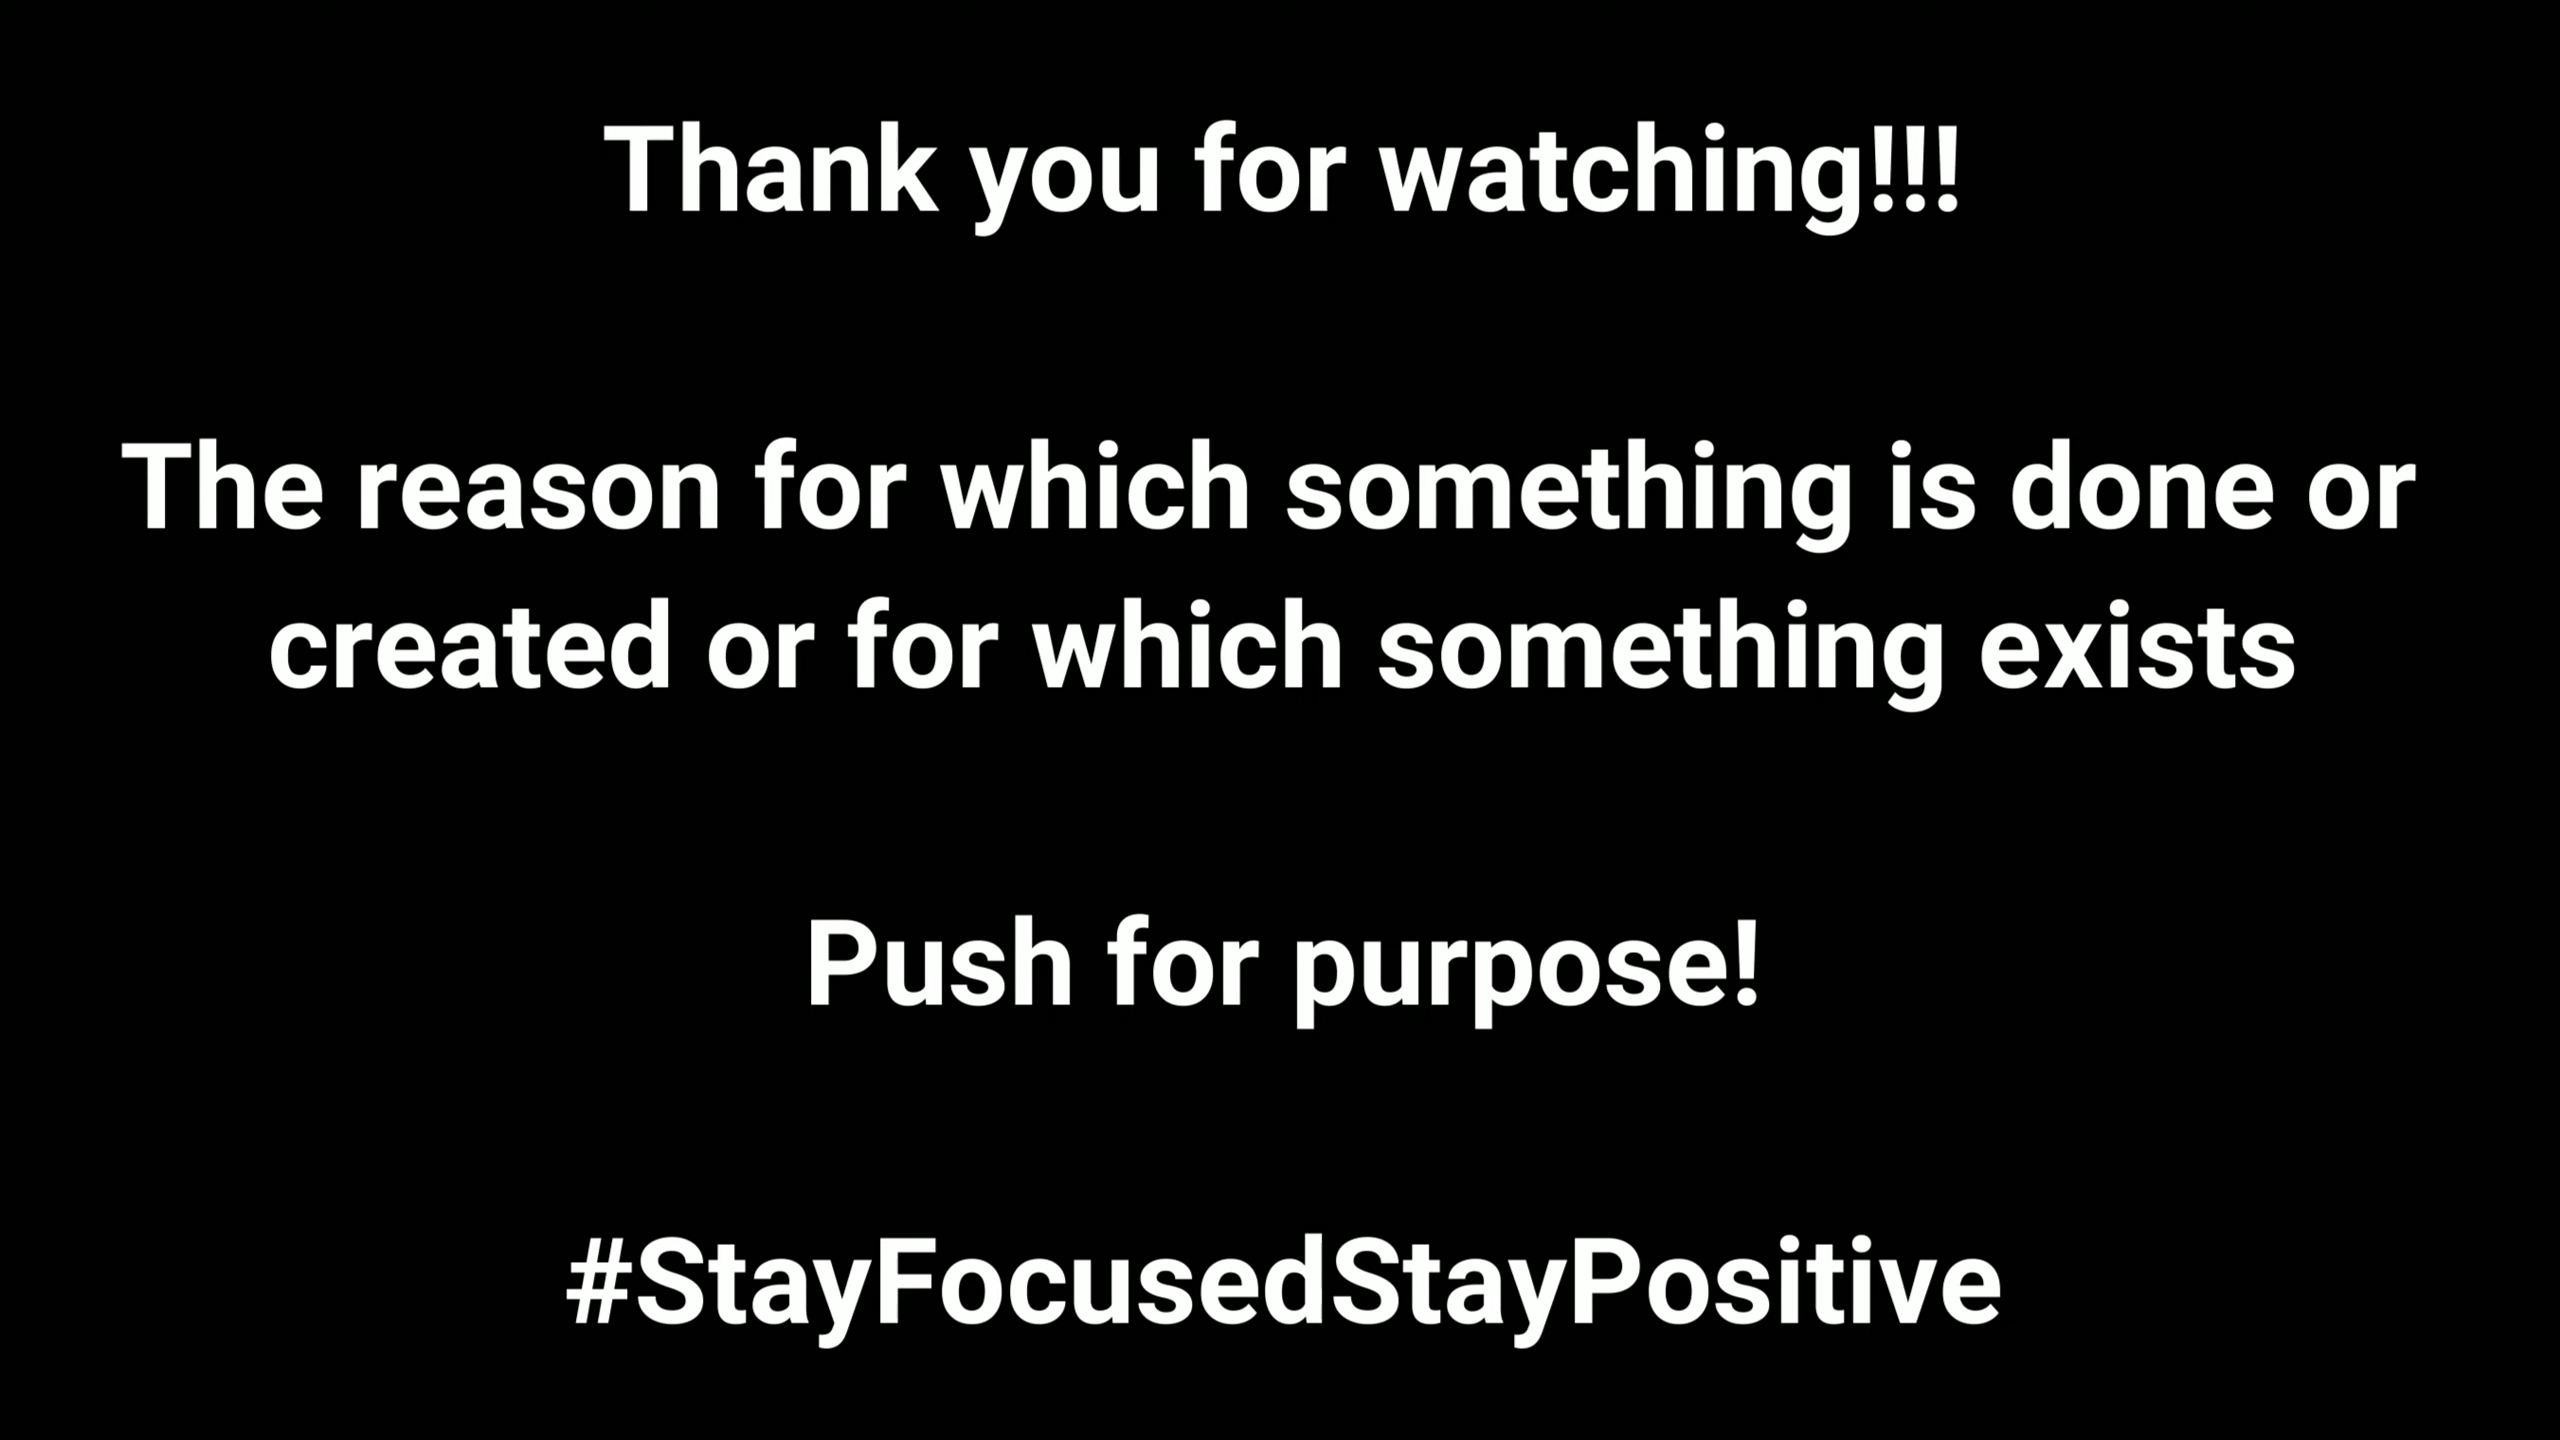 Thank you for watching!!!
The reason for which something is done or
created or for which something exists
Push for purpose!
#StayFocusedStayPositive